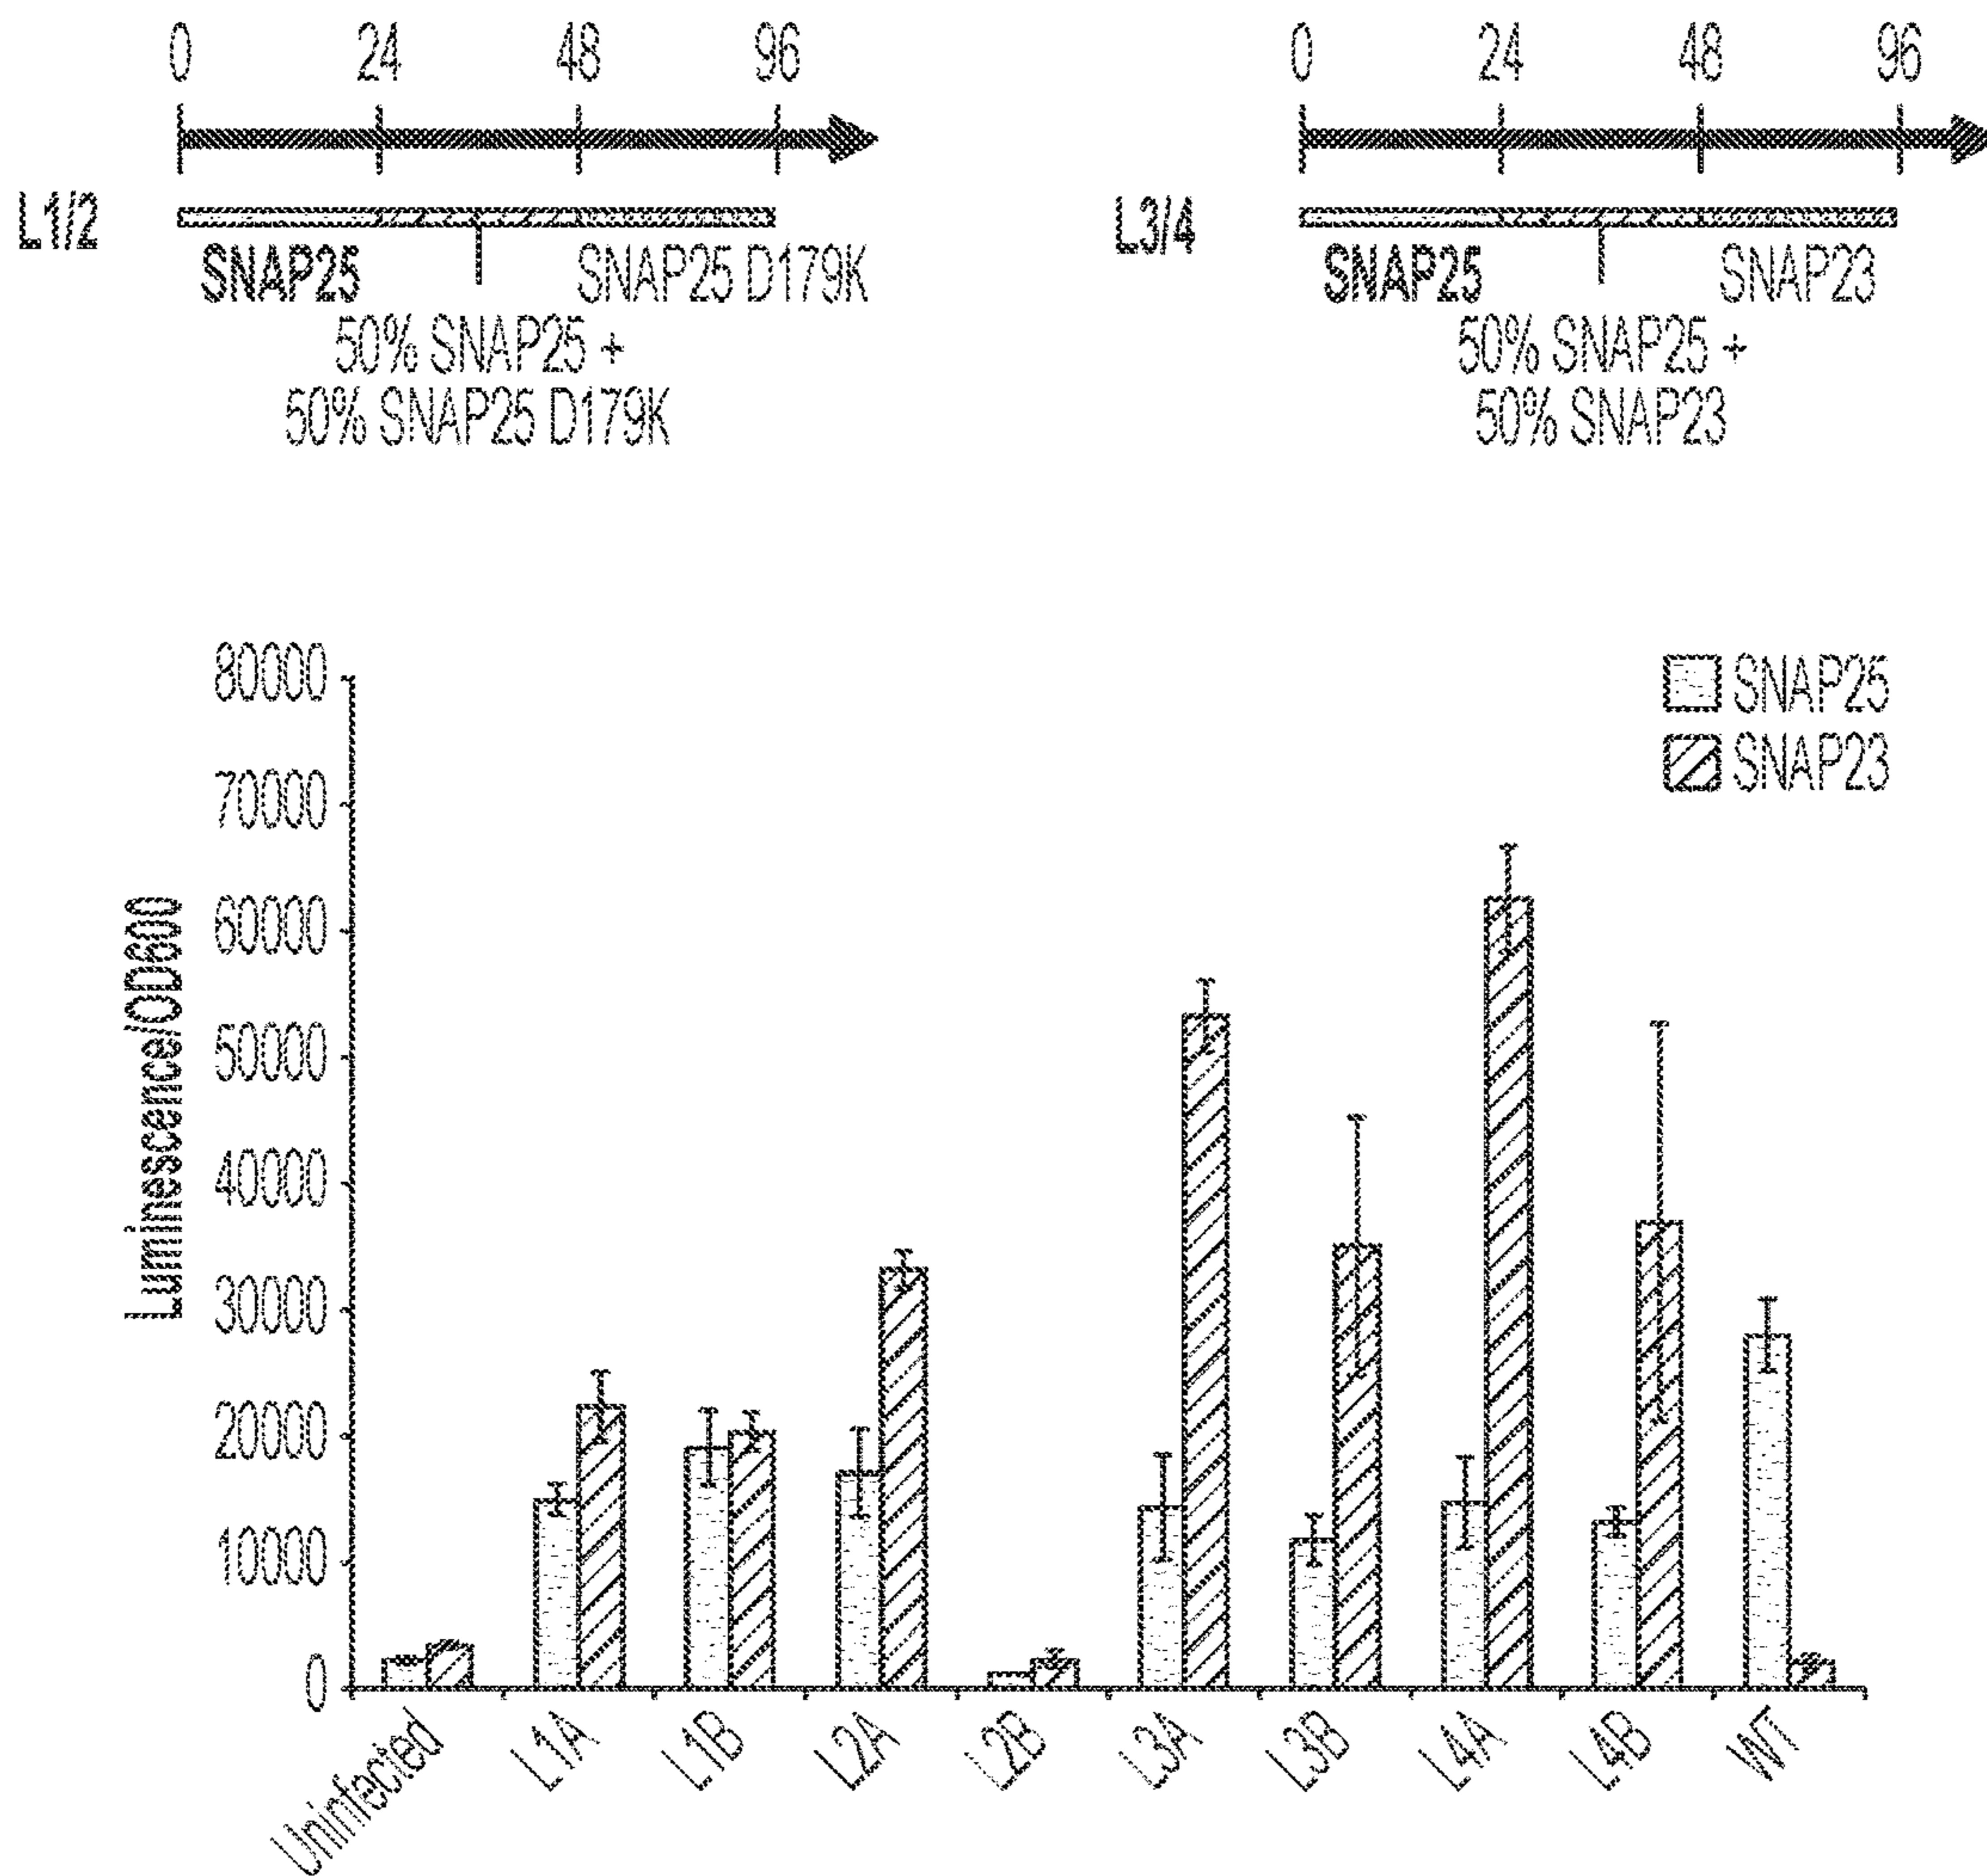 0 24 48 96
L1/2
SNAP25
SNAP25 D179K
50% SNAP25 +
50% SNAP25 D179K
0 24 48 96
L3/4
SNAP25
SNAP23
50% SNAP25 +
50% SNAP23
SNAP25
SNAP23
Luminescence/OD600
80000
70000
60000
50000
40000
30000
20000
10000
0
Uninfected
L1A
L1B
L2A
L2B
L3A
L3B
L4A
L4B
WT